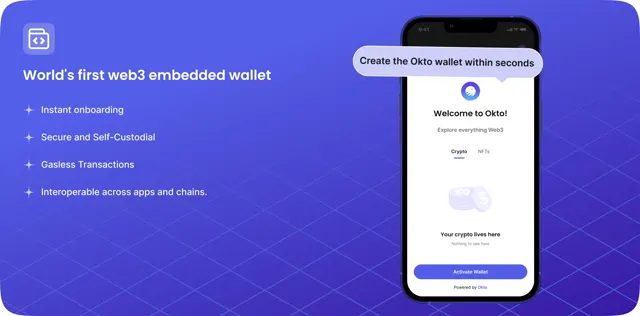 World's first web3 embedded wallet
Instant onboarding
Secure and Self-Custodial
Gasless Transactions
Interoperable across apps and chains.
9:41
Create the Okto wallet within seconds
Welcome to Okto!
Explore everything Web3
Crypto NFTs
Your crypto lives here
Nothing to see here
Activate Wallet
Powered by Okto